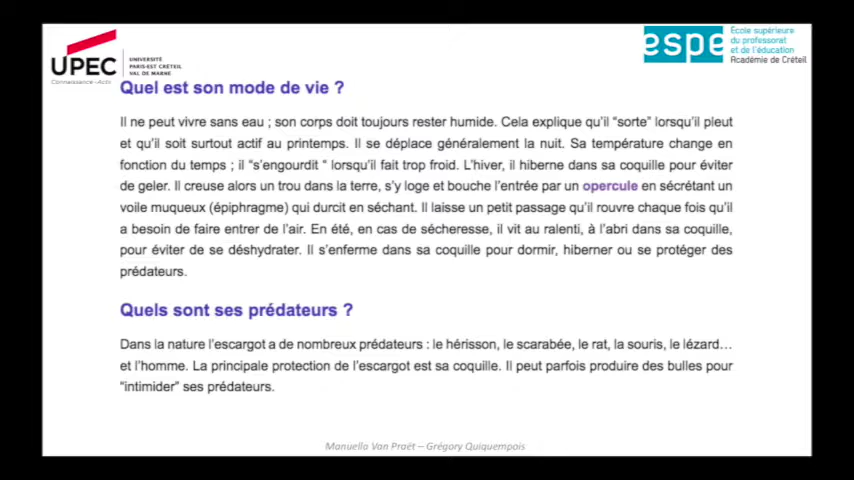 UPEC
UNIVERSITÉ
PARIS-EST CRÉTEIL
VAL DE MARNE
Connaissance - Action
espe
École supérieure
du professorat
et de l'éducation
Académie de Créteil
Quel est son mode de vie ?
Il ne peut vivre sans eau ; son corps doit toujours rester humide. Cela explique qu'il "sorte" lorsqu'il pleut
et qu'il soit surtout actif au printemps. Il se déplace généralement la nuit. Sa température change en
fonction du temps ; il "s'engourdit " lorsqu'il fait trop froid. L'hiver, il hiberne dans sa coquille pour éviter
de geler. Il creuse alors un trou dans la terre, s'y loge et bouche l'entrée par un opercule en sécrétant un
voile muqueux (épiphragme) qui durcit en séchant. Il laisse un petit passage qu'il rouvre chaque fois qu'il
a besoin de faire entrer de l'air. En été, en cas de sécheresse, il vit au ralenti, à l'abri dans sa coquille,
pour éviter de se déshydrater. Il s'enferme dans sa coquille pour dormir, hiberner ou se protéger des
prédateurs.
Quels sont ses prédateurs ?
Dans la nature l'escargot a de nombreux prédateurs : le hérisson, le scarabée, le rat, la souris, le lézard…
et l'homme. La principale protection de l'escargot est sa coquille. Il peut parfois produire des bulles pour
"intimider" ses prédateurs.
Manuella Van Praët – Grégory Quiquempois